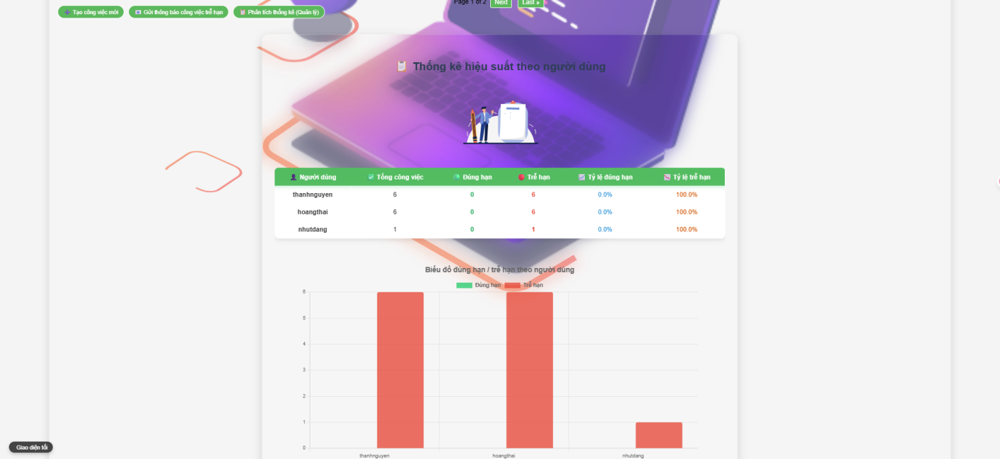 Page 1 of 2 Next Last »
Tạo công việc mới Gửi thông báo công việc trễ hạn Phân tích thống kê (Quản lý)
Thống kê hiệu suất theo người dùng
Người dùng Tổng công việc Đúng hạn Trễ hạn Tỷ lệ đúng hạn Tỷ lệ trễ hạn
thanhnguyen 6 0 6 0.0% 100.0%
hoangthai 6 0 6 0.0% 100.0%
nhutdang 1 0 1 0.0% 100.0%
Biểu đồ đúng hạn / trễ hạn theo người dùng
Đúng hạn Trễ hạn
6
5
4
3
2
1
0
thanhnguyen hoangthai nhutdang
Giao diện tối